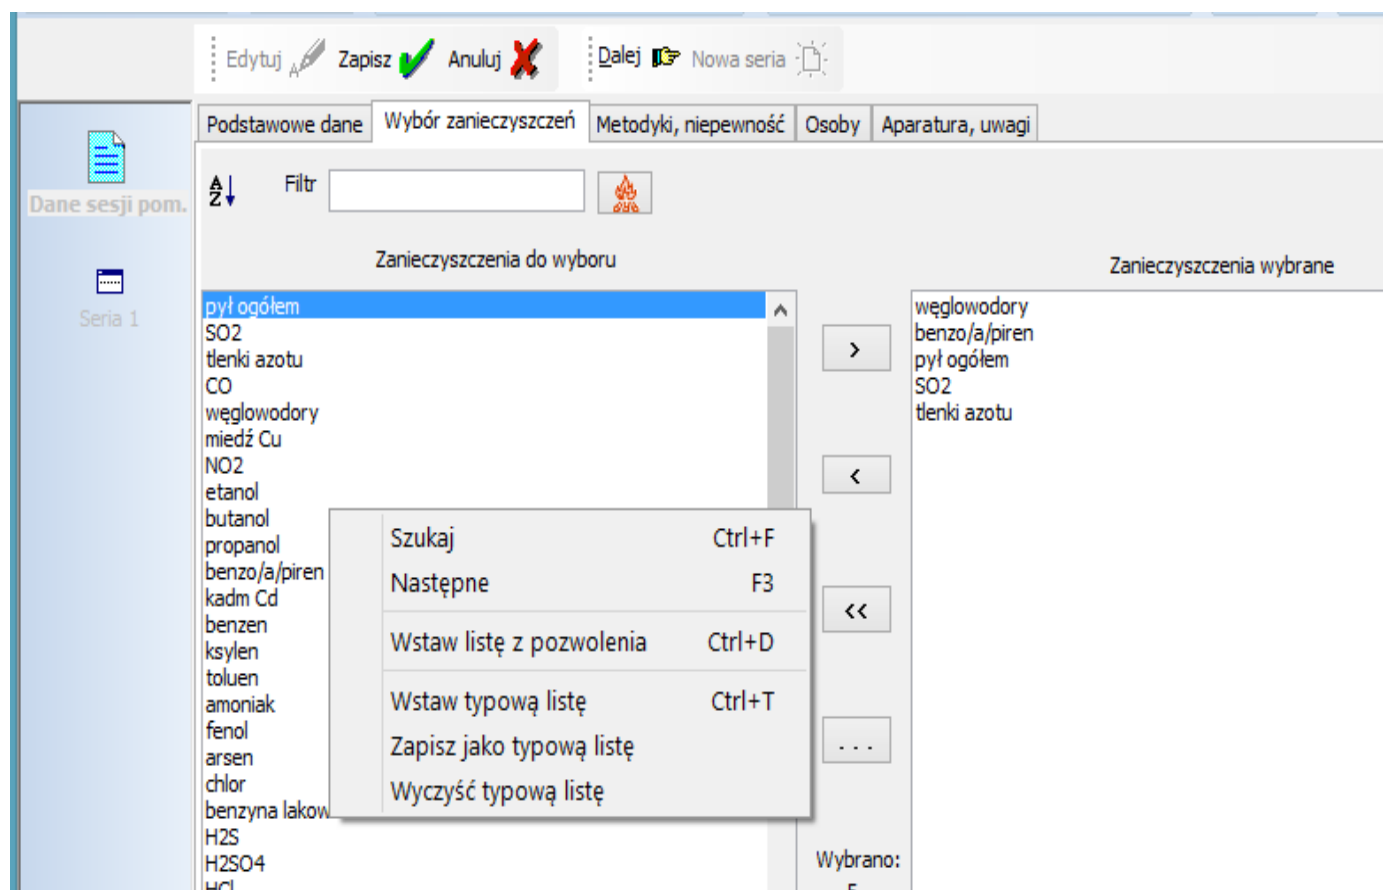 Edytuj Zapisz Anuluj Dalej Nowa seria
Podstawowe dane Wybór zanieczyszczeń Metodyki, niepewność Osoby Aparatura, uwagi
Dane sesji pom.
Seria 1
Filtr
Zanieczyszczenia do wyboru
pył ogółem
SO2
tlenki azotu
CO
węglowodory
miedź Cu
NO2
etanol
butanol
propanol
benzo/a/piren
kadm Cd
benzen
ksylen
toluen
amoniak
fenol
arsen
chlor
benzyna lakow
H2S
H2SO4
HCl
Szukaj Ctrl+F
Następne F3
Wstaw listę z pozwolenia Ctrl+D
Wstaw typową listę Ctrl+T
Zapisz jako typową listę
Wyczyść typową listę
>
<
<<
...
Wybrano:
5
Zanieczyszczenia wybrane
węglowodory
benzo/a/piren
pył ogółem
SO2
tlenki azotu